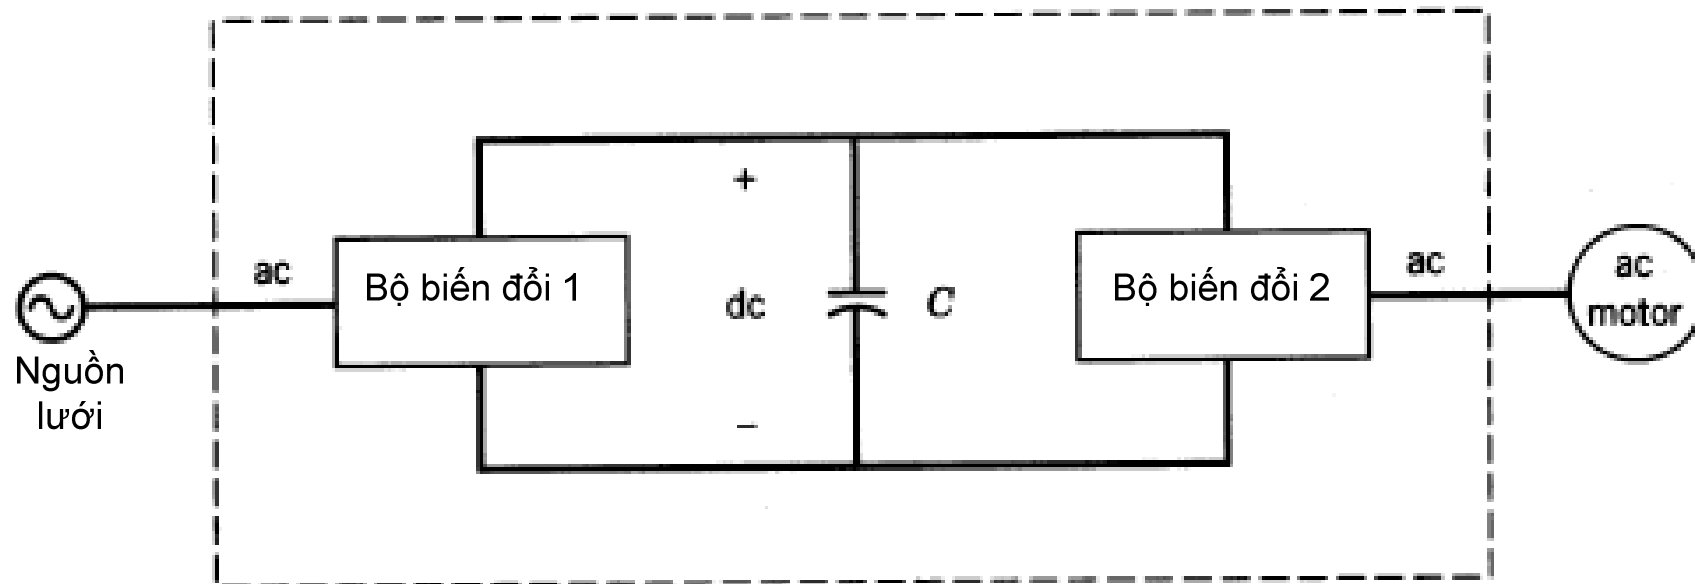 Nguồn
lưới
ac
Bộ biến đổi 1
+
dc
−
C
Bộ biến đổi 2
ac
ac
motor